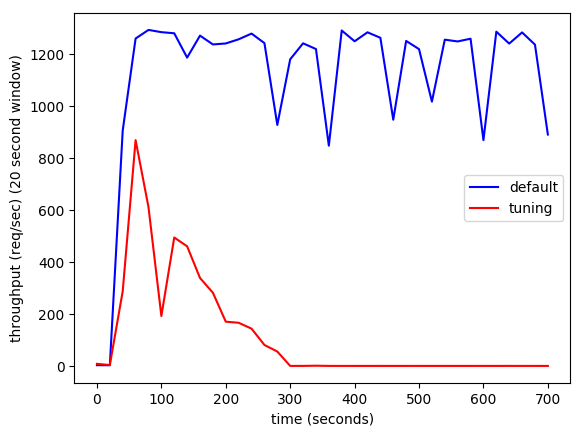 throughput (req/sec) (20 second window)
1200
1000
800
600
400
200
0
default
tuning
0 100 200 300 400 500 600 700
time (seconds)